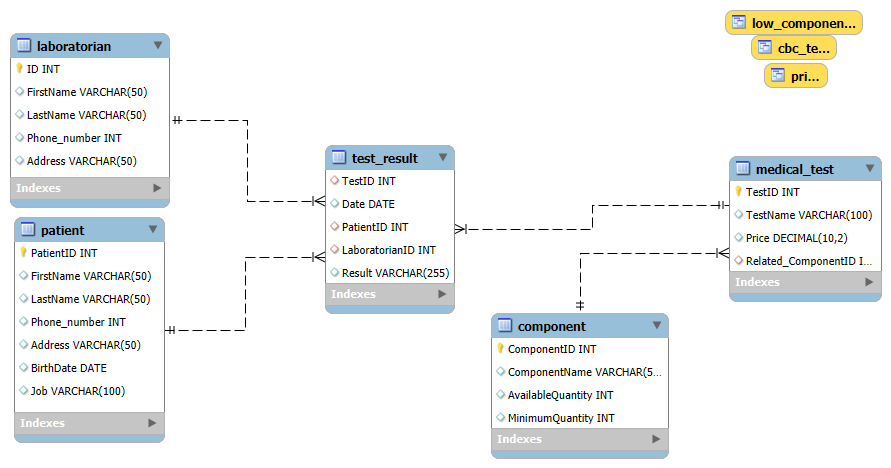 low_componen...
cbc_te...
pri...
laboratorian
ID INT
FirstName VARCHAR(50)
LastName VARCHAR(50)
Phone_number INT
Address VARCHAR(50)
Indexes
patient
PatientID INT
FirstName VARCHAR(50)
LastName VARCHAR(50)
Phone_number INT
Address VARCHAR(50)
BirthDate DATE
Job VARCHAR(100)
Indexes
test_result
TestID INT
Date DATE
PatientID INT
LaboratorianID INT
Result VARCHAR(255)
Indexes
medical_test
TestID INT
TestName VARCHAR(100)
Price DECIMAL(10,2)
Related_ComponentID I...
Indexes
component
ComponentID INT
ComponentName VARCHAR(5...
AvailableQuantity INT
MinimumQuantity INT
Indexes